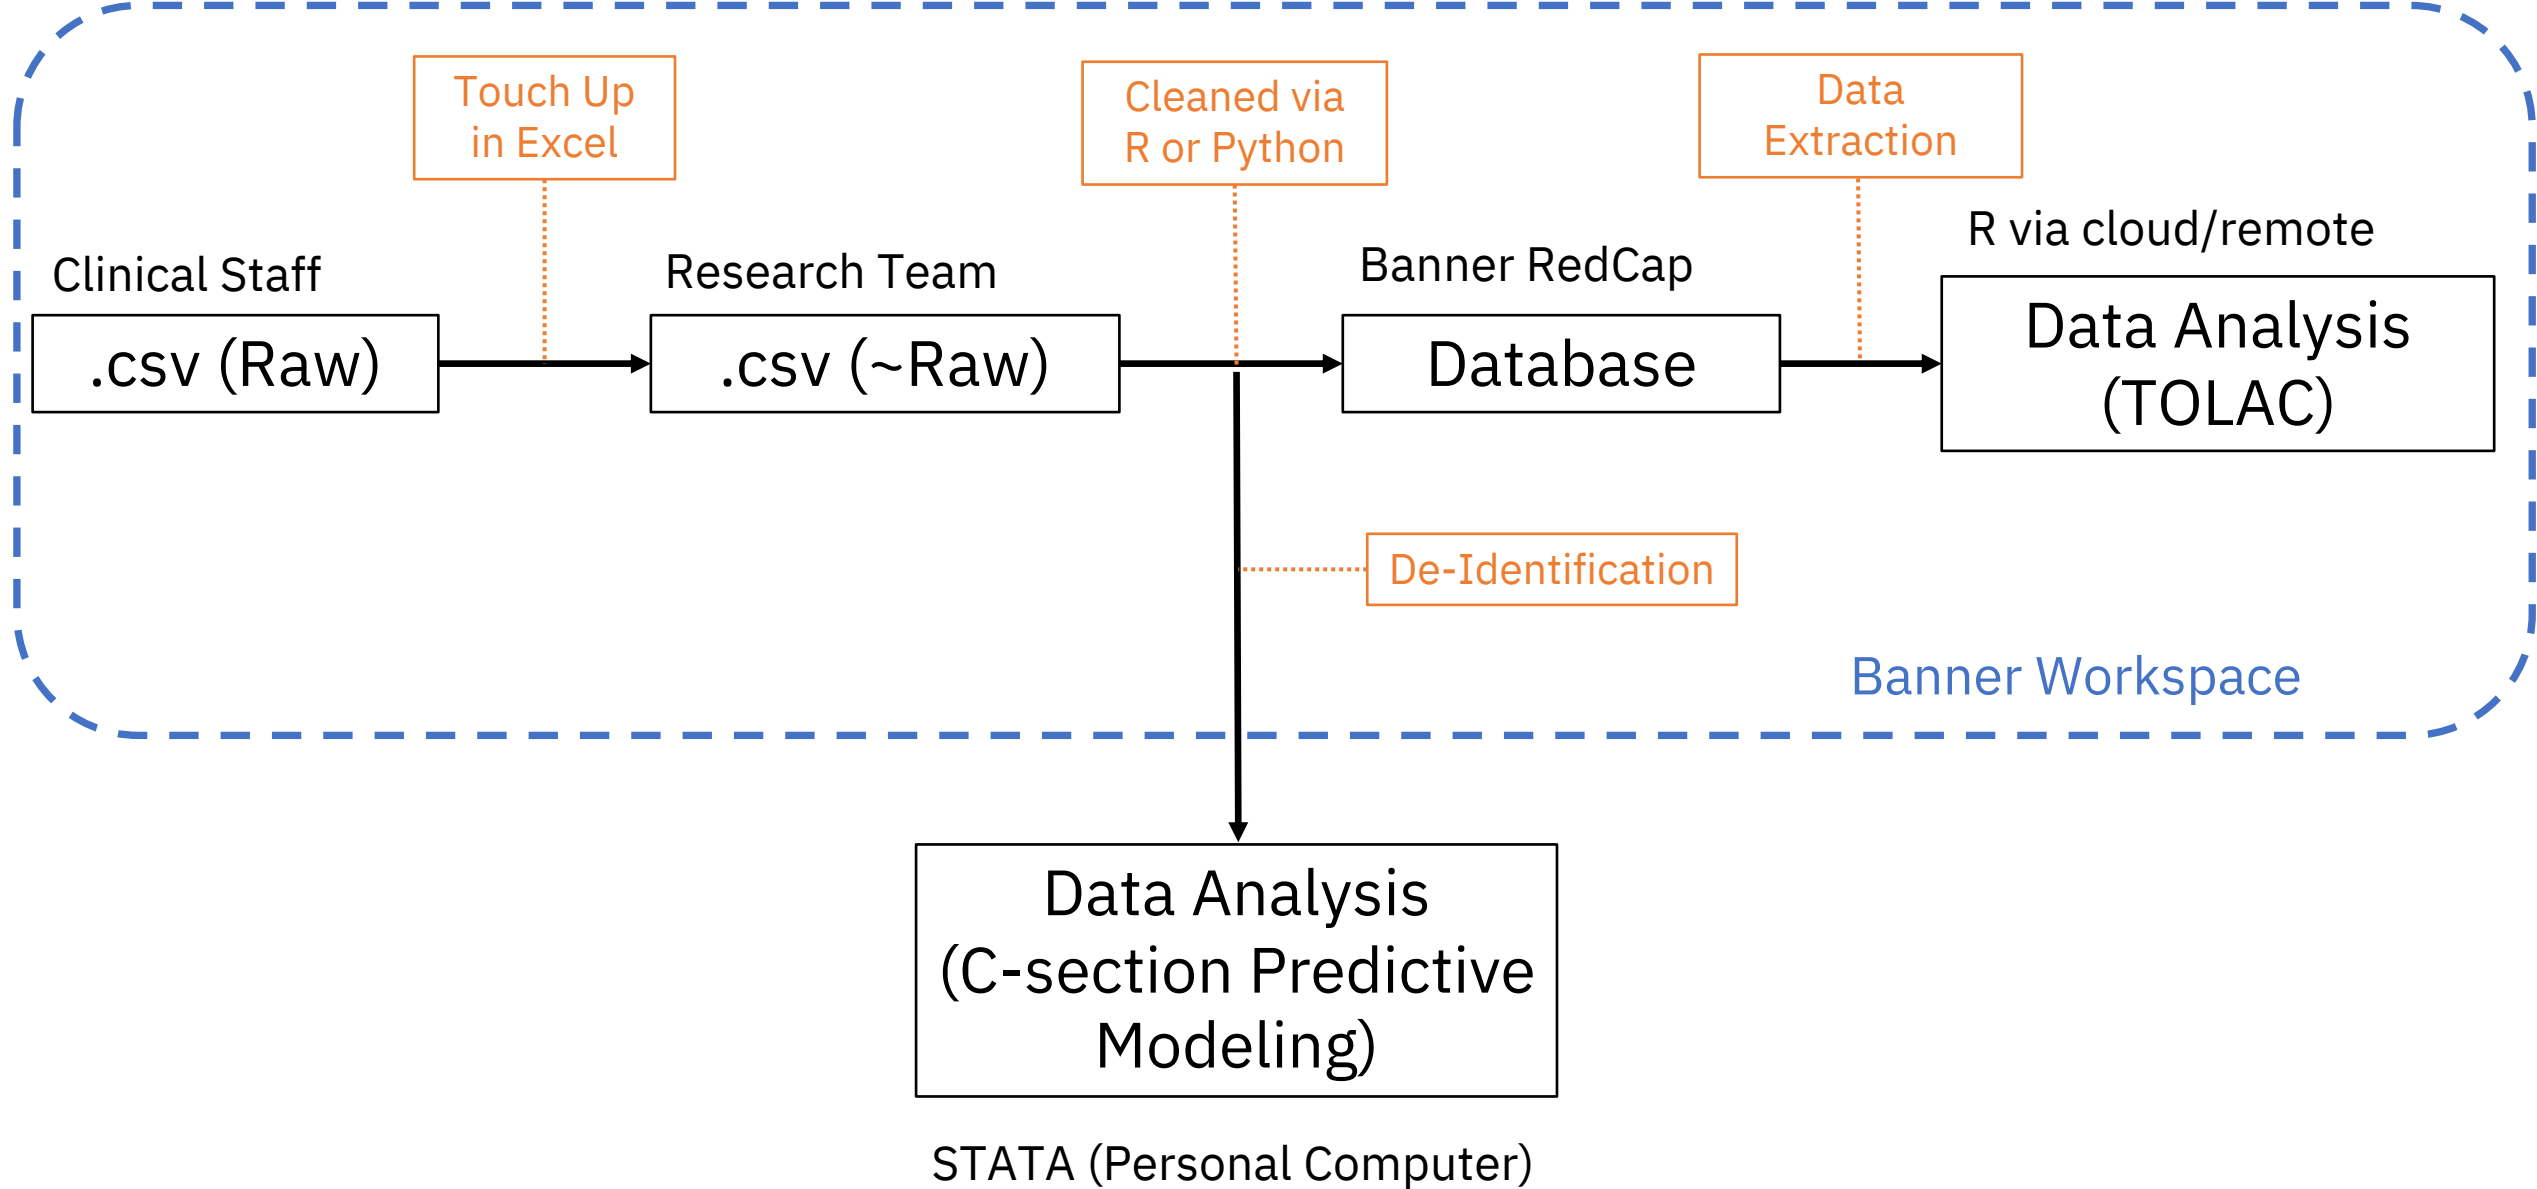 Touch Up
in Excel
Cleaned via
R or Python
Data
Extraction
Clinical Staff
Research Team
Banner RedCap
R via cloud/remote
.csv (Raw)
.csv (~Raw)
Database
Data Analysis
(TOLAC)
De-Identification
Banner Workspace
Data Analysis
(C-section Predictive
Modeling)
STATA (Personal Computer)